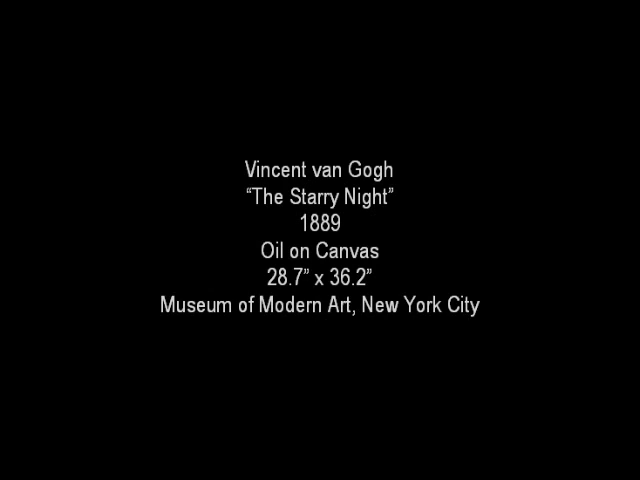 Vincent van Gogh
“The Starry Night”
1889
Oil on Canvas
28.7” x 36.2”
Museum of Modern Art, New York City